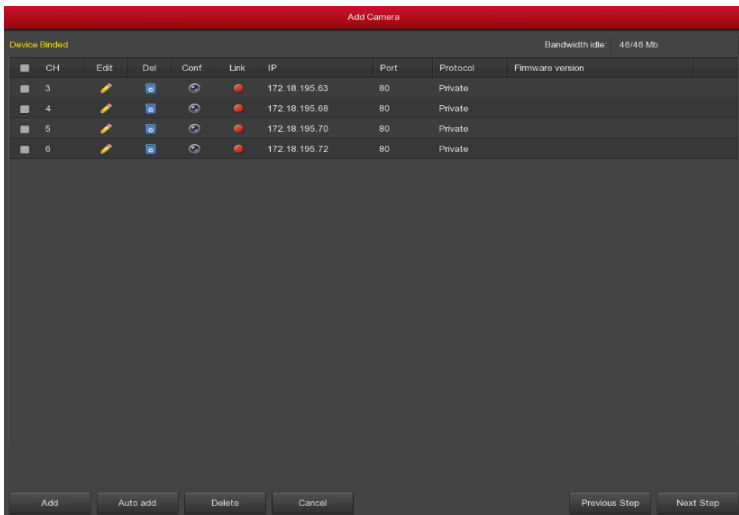 Add Camera
Device Binded Bandwidth idle: 46/46 Mb
CH Edit Del Conf. Link IP Port Protocol Firmware version
3 172.18.195.63 80 Private
4 172.18.195.68 80 Private
5 172.18.195.70 80 Private
6 172.18.195.72 80 Private
Add Auto add Delete Cancel Previous Step Next Step